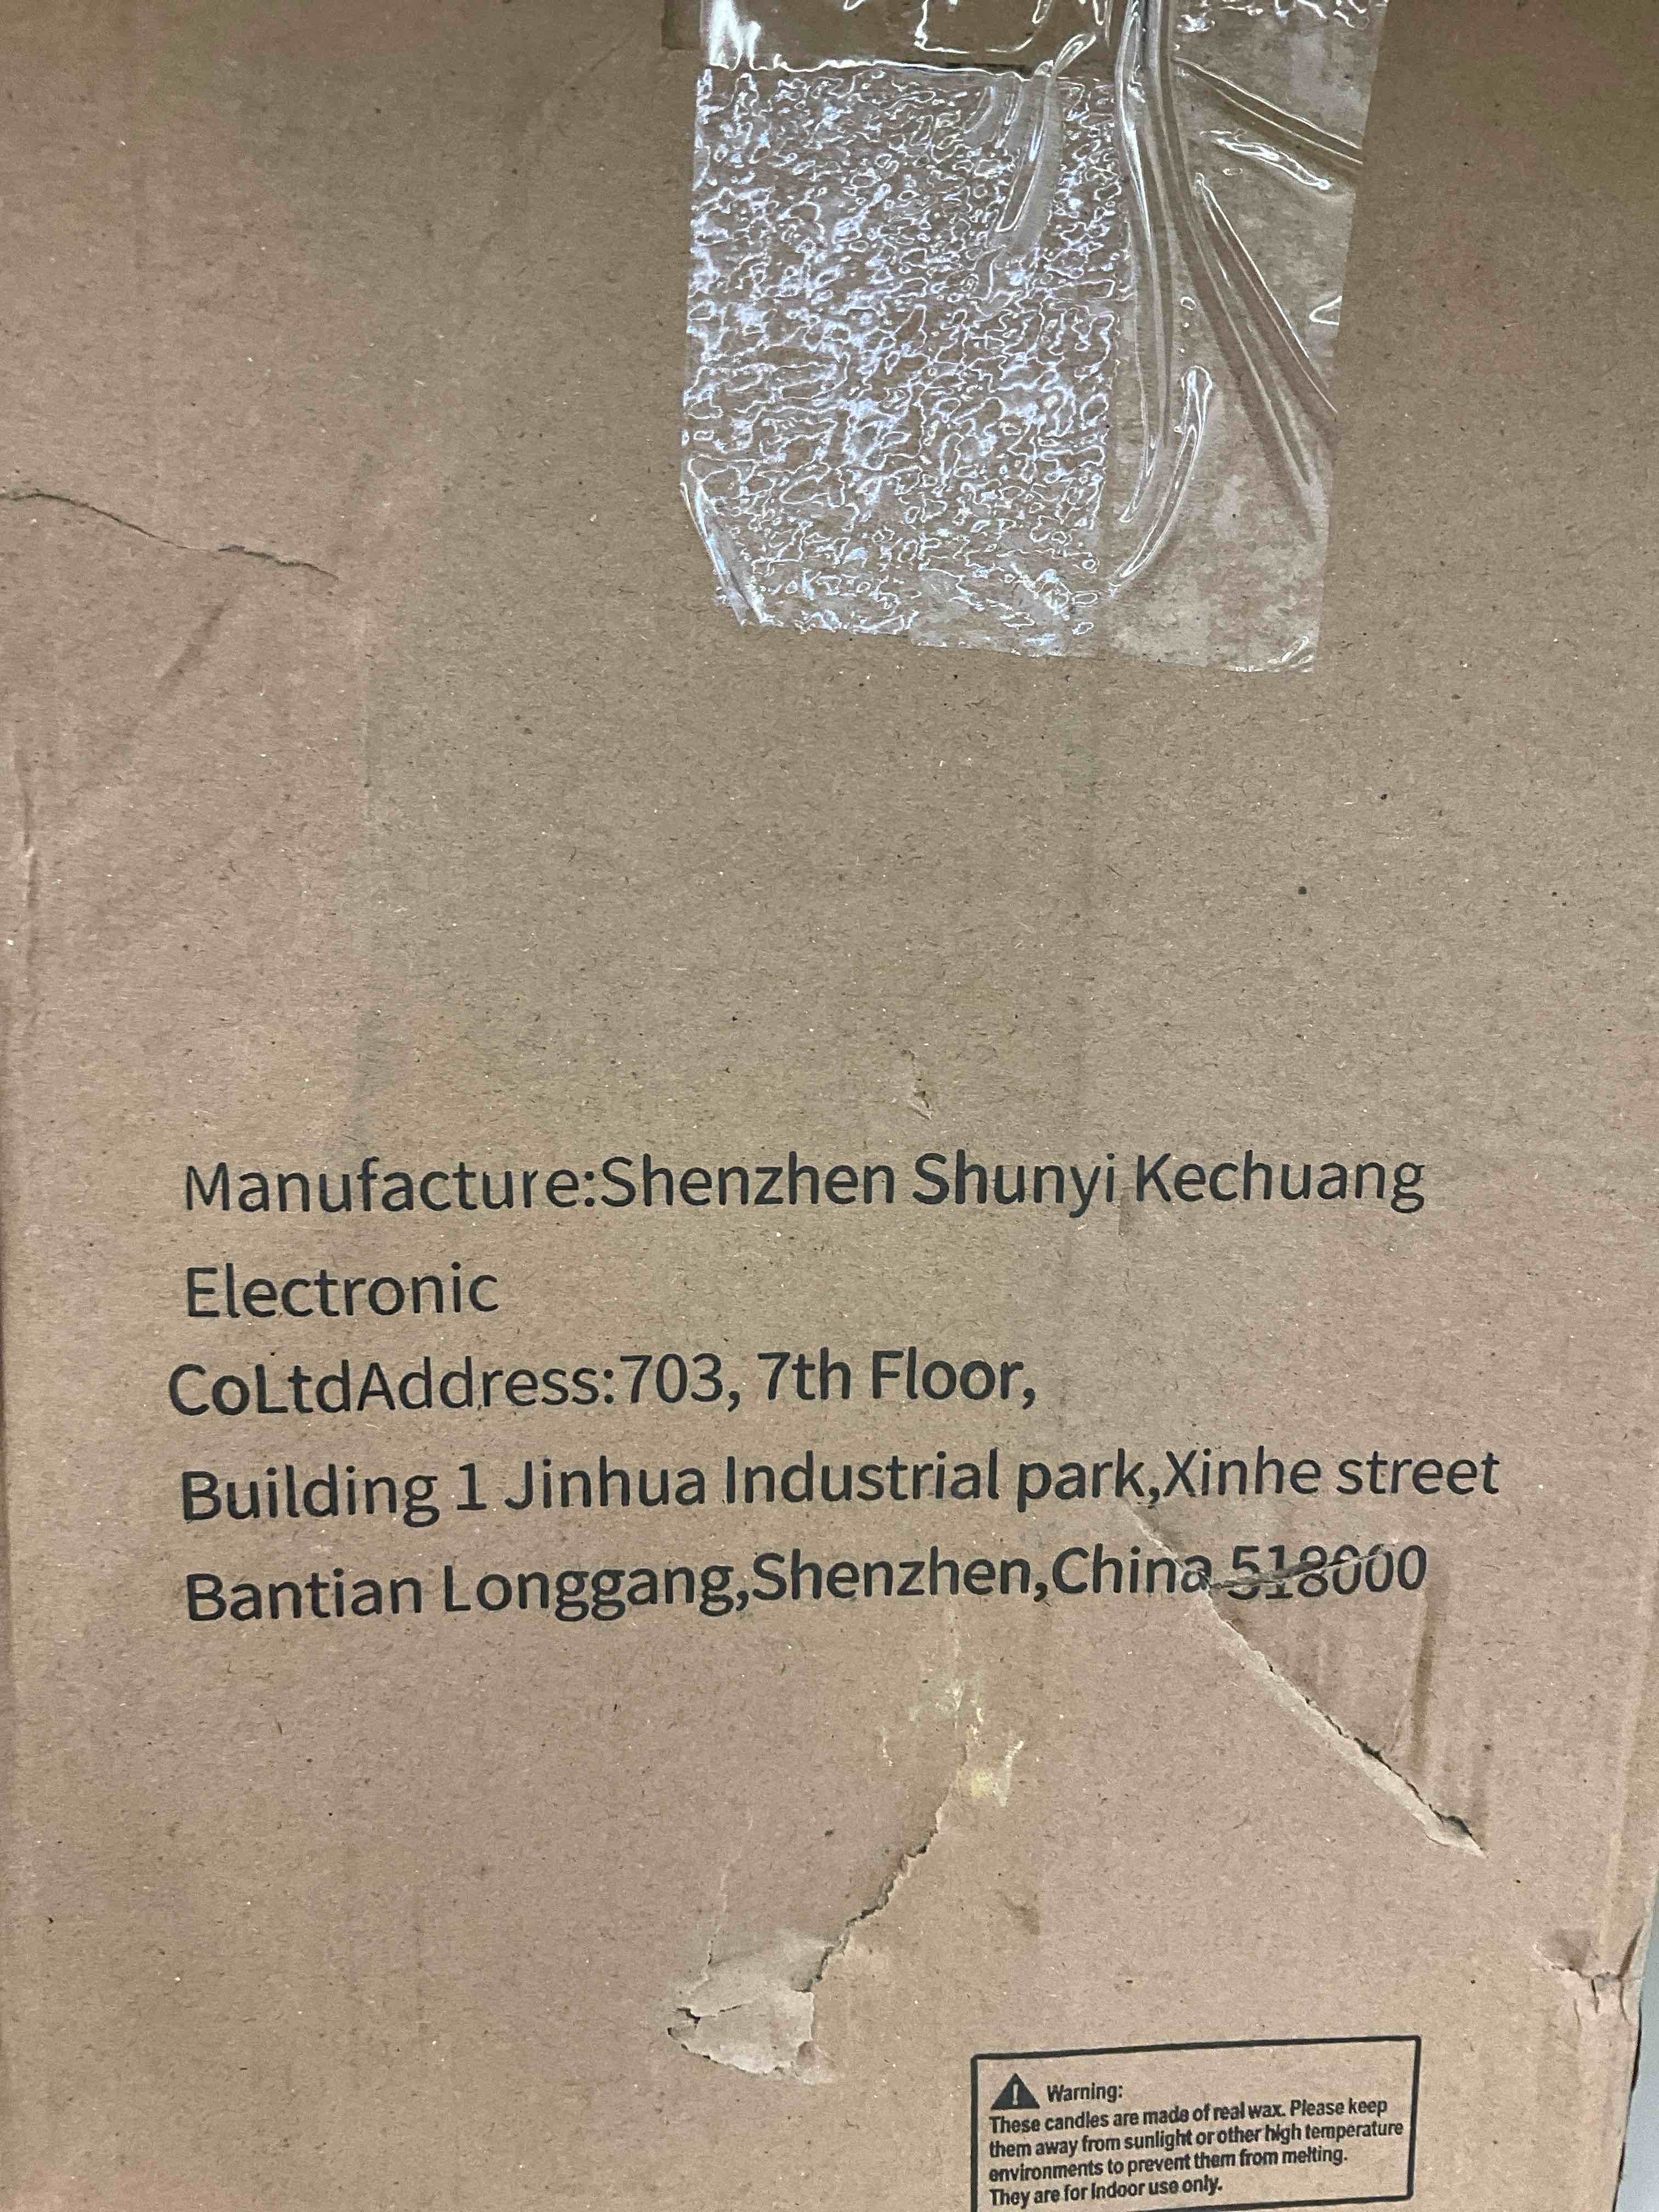 Manufacture:Shenzhen Shunyi Kechuang
Electronic
CoLtdAddress:703, 7th Floor,
Building 1 Jinhua Industrial park,Xinhe street
Bantian Longgang,Shenzhen,China 518000
Warning:
These candles are made of real wax. Please keep
them away from sunlight or other high temperature
environments to prevent them from melting.
They are for Indoor use only.